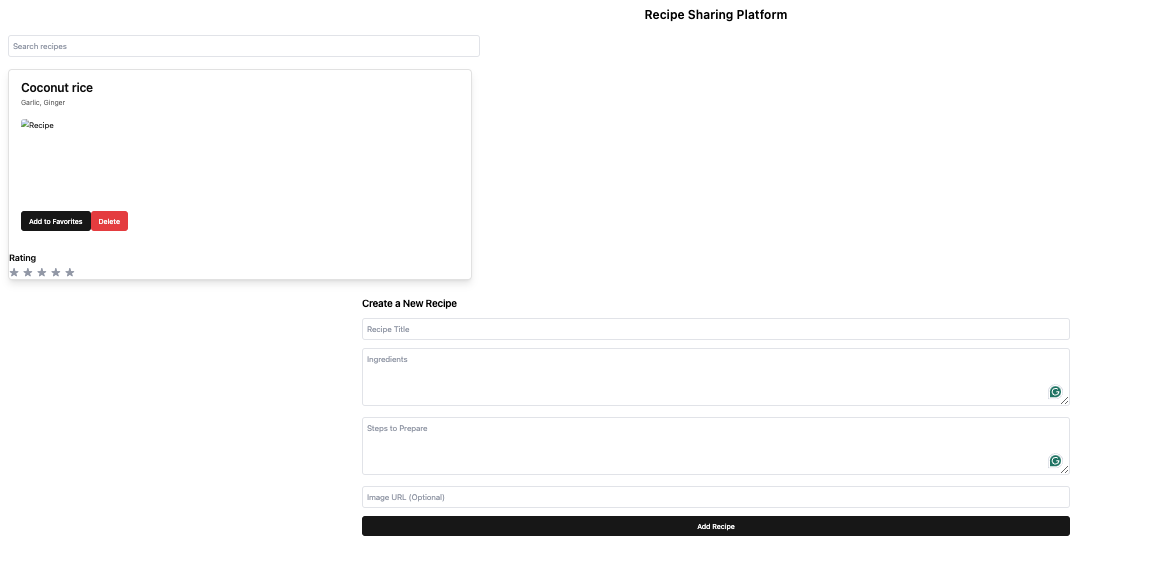 Recipe Sharing Platform
Search recipes
Coconut rice
Garlic, Ginger
Recipe
Add to Favorites Delete
Rating
Create a New Recipe
Recipe Title
Ingredients
Steps to Prepare
Image URL (Optional)
Add Recipe